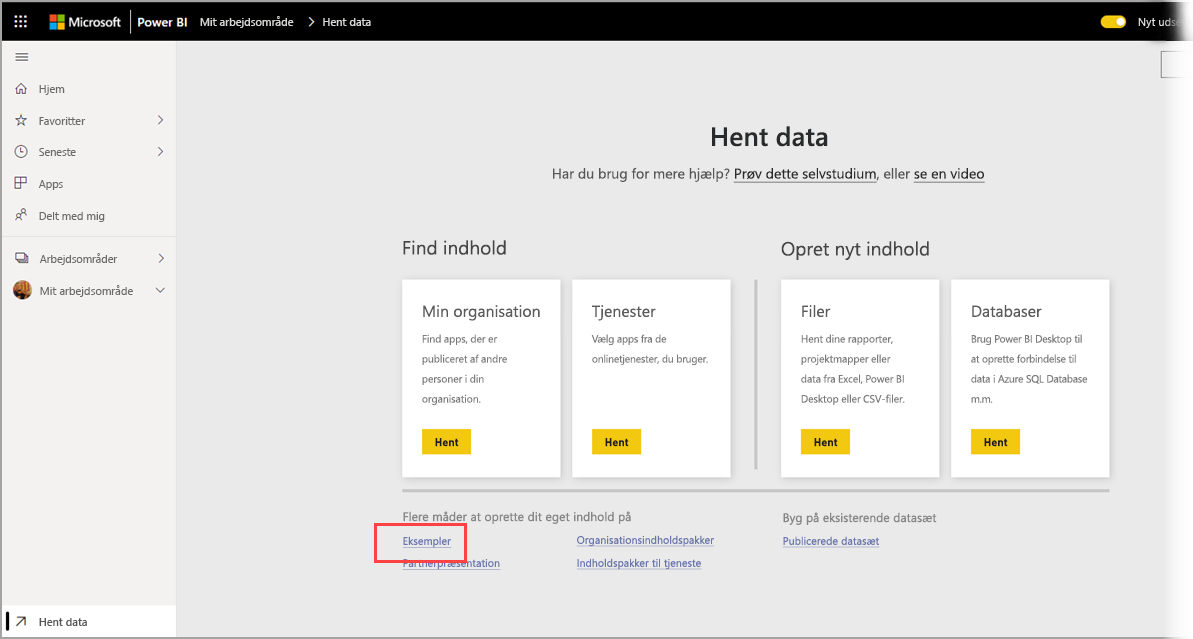 Microsoft Power BI Mit arbejdsområde > Hent data Nyt
Hjem
Favoritter
Seneste
Apps
Delt med mig
Arbejdsområder
Mit arbejdsområde
Hent data
Hent data
Har du brug for mere hjælp? Prøv dette selvstudium, eller se en video
Find indhold
Min organisation
Find apps, der er
publiceret af andre
personer i din
organisation.
Hent
Tjenester
Vælg apps fra de
onlinetjenester, du bruger.
Hent
Opret nyt indhold
Filer
Hent dine rapporter,
projektmapper eller
data fra Excel, Power BI
Desktop eller CSV-filer.
Hent
Databaser
Brug Power BI Desktop til
at oprette forbindelse til
data i Azure SQL Database
m.m.
Hent
Flere måder at oprette dit eget indhold på
Eksempler
Organisationsindholdspakker
Partnerpræsentation
Indholdspakker til tjeneste
Byg på eksisterende datasæt
Publicerede datasæt